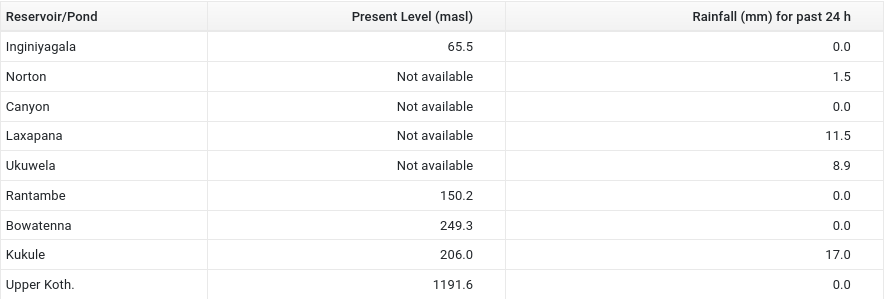 Reservoir/Pond Present Level (masl) Rainfall (mm) for past 24 h
Inginiyagala 65.5 0.0
Norton Not available 1.5
Canyon Not available 0.0
Laxapana Not available 11.5
Ukuwela Not available 8.9
Rantambe 150.2 0.0
Bowatenna 249.3 0.0
Kukule 206.0 17.0
Upper Koth. 1191.6 0.0